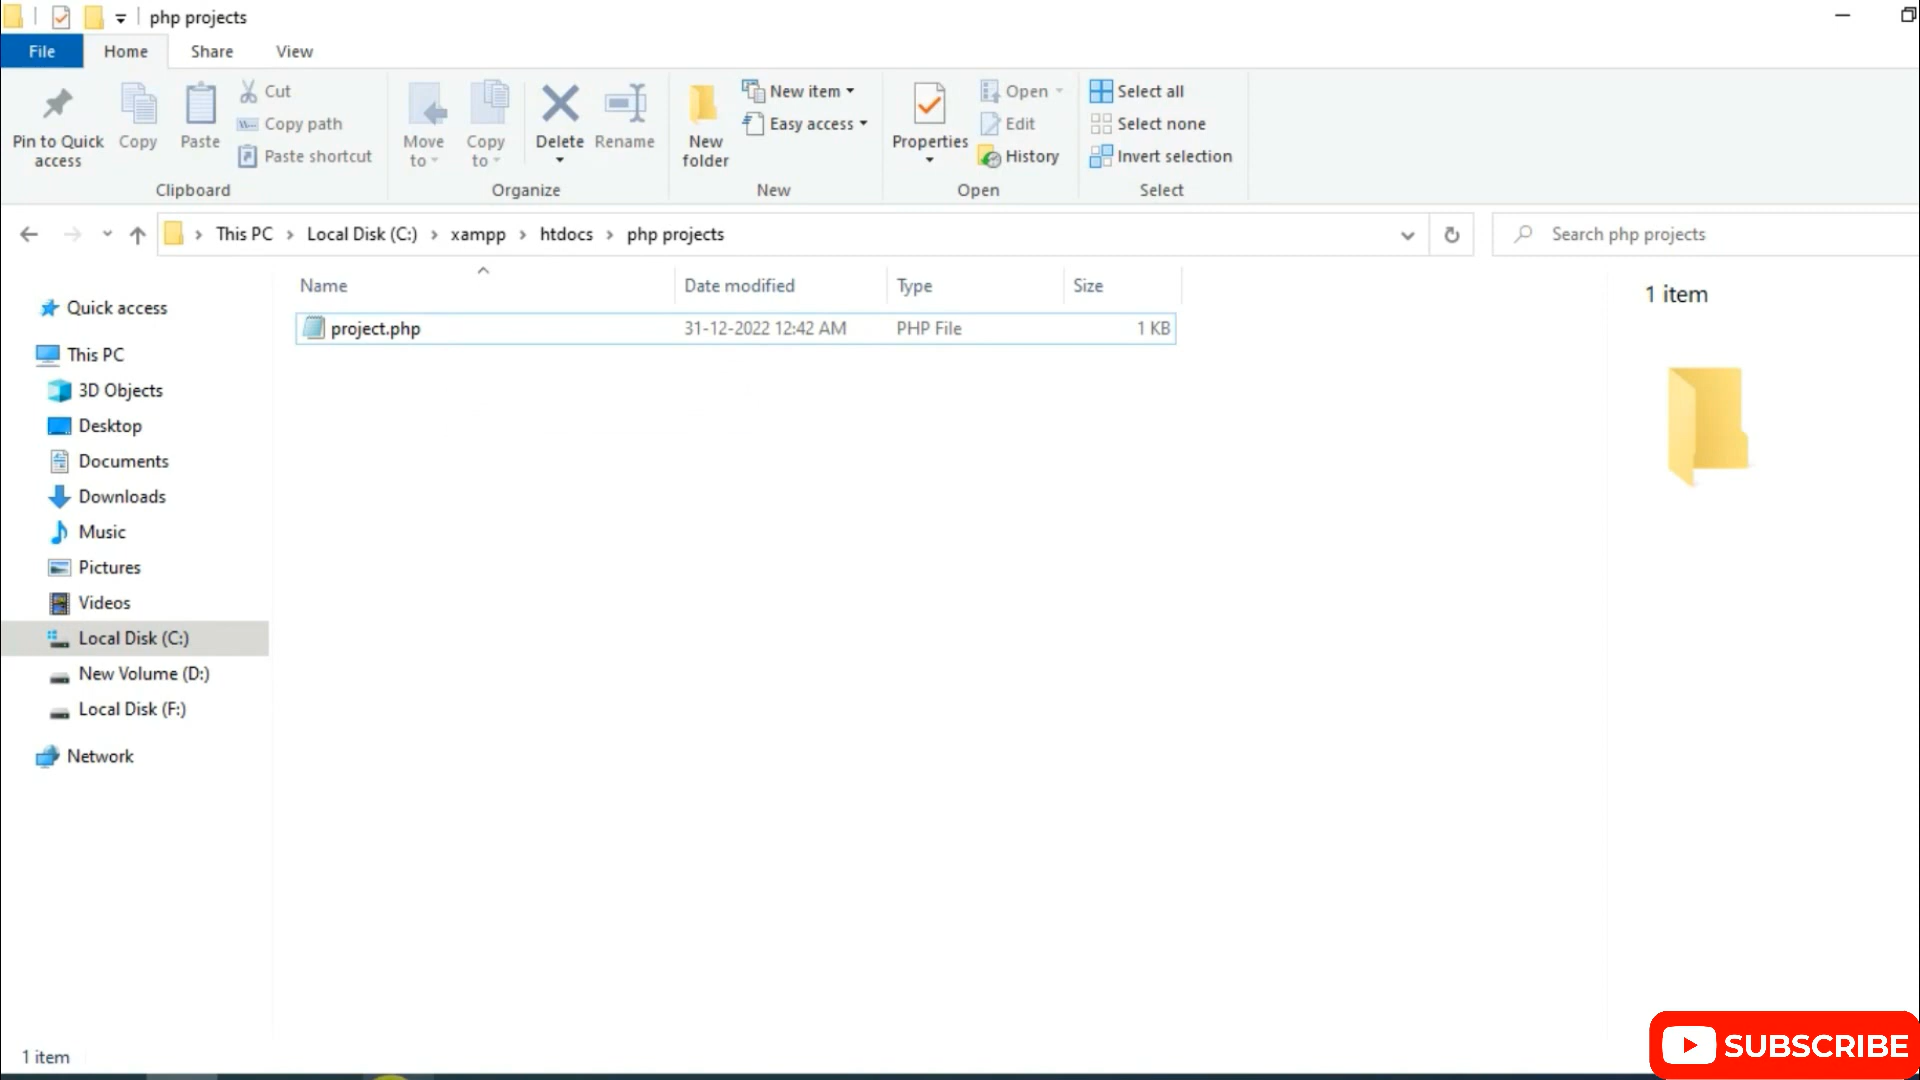 php projects
File Home Share View
Pin to Quick access
Copy
Paste
Cut
Copy path
Paste shortcut
Clipboard
Move to
Copy to
Delete
Rename
Organize
New folder
New item
Easy access
New
Properties
Open
Edit
History
Open
Select all
Select none
Invert selection
Select
This PC › Local Disk (C:) › xampp › htdocs › php projects
Search php projects
Quick access
This PC
3D Objects
Desktop
Documents
Downloads
Music
Pictures
Videos
Local Disk (C:)
New Volume (D:)
Local Disk (F:)
Network
Name Date modified Type Size
project.php 31-12-2022 12:42 AM PHP File 1 KB
1 item
1 item
SUBSCRIBE